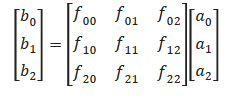 [b₀] = [f₀₀ f₀₁ f₀₂] [a₀]
[b₁] = [f₁₀ f₁₁ f₁₂] [a₁]
[b₂] = [f₂₀ f₂₁ f₂₂] [a₂]